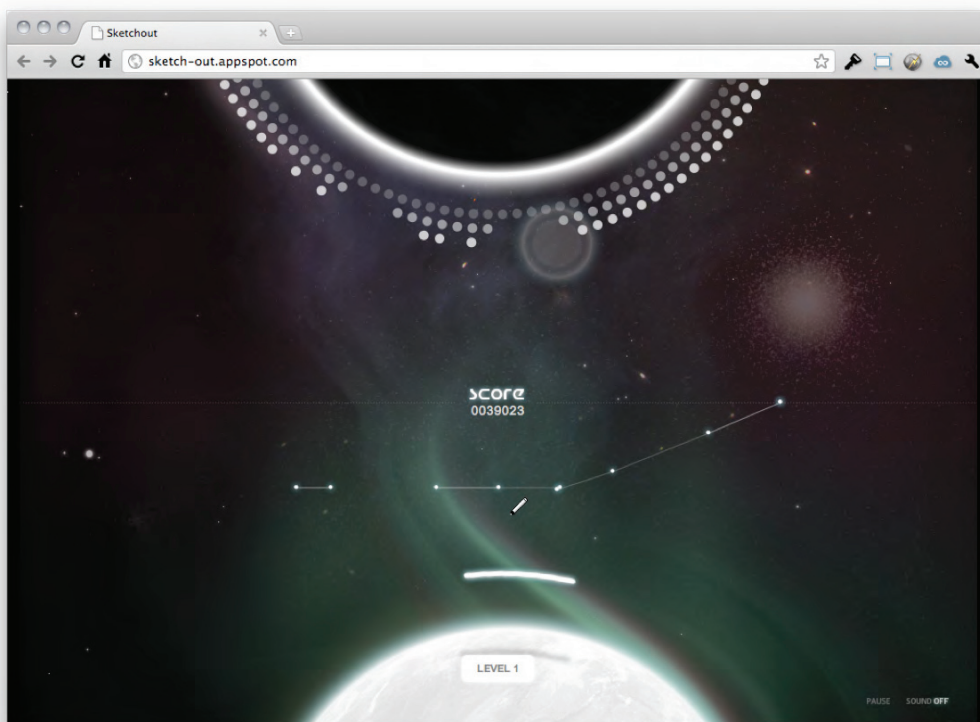 Sketchout
sketch-out.appspot.com
score
0039023
LEVEL 1
PAUSE SOUND OFF